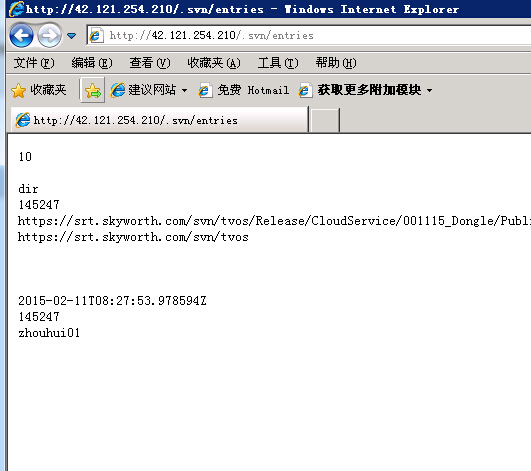 http://42.121.254.210/.svn/entries - Windows Internet Explorer
http://42.121.254.210/.svn/entries
文件(F) 编辑(E) 查看(V) 收藏夹(A) 工具(T) 帮助(H)
收藏夹 建议网站 免费 Hotmail 获取更多附加模块
http://42.121.254.210/.svn/entries
10
dir
145247
https://srt.skyworth.com/svn/tvos/Release/CloudService/001115_Dongle/Publi
https://srt.skyworth.com/svn/tvos
2015-02-11T08:27:53.978594Z
145247
zhouhui01